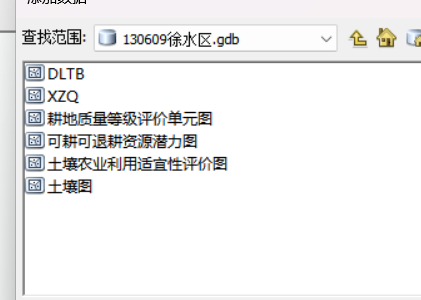 添加数据
查找范围: 130609徐水区.gdb
DLTB
XZQ
耕地质量等级评价单元图
可耕可退耕资源潜力图
土壤农业利用适宜性评价图
土壤图